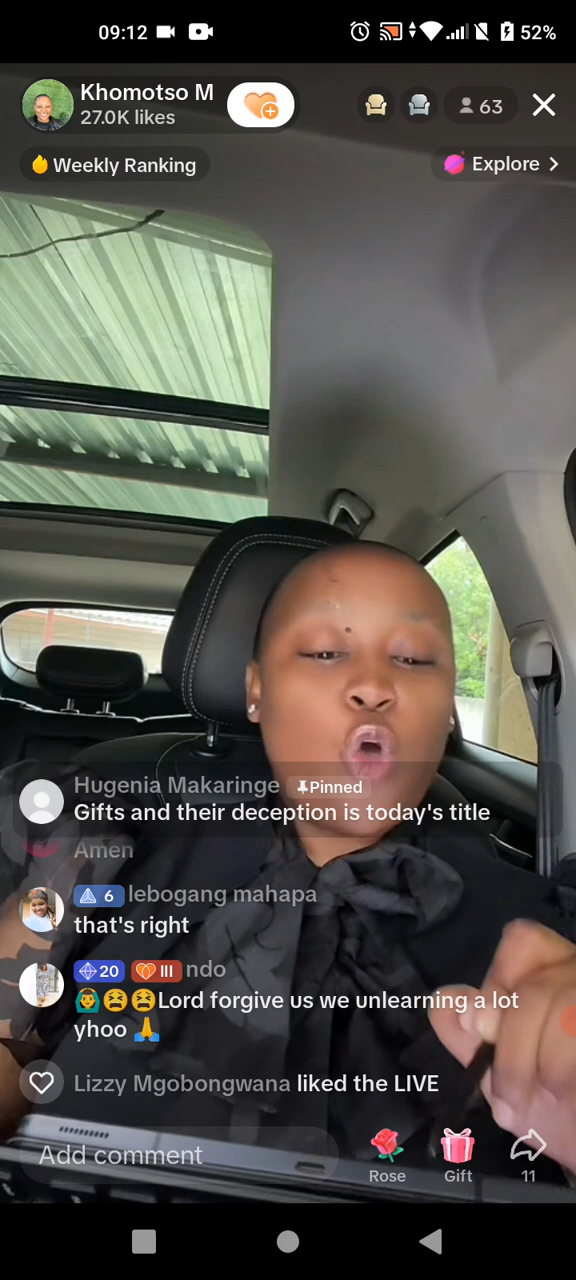 09:12
52%
Khomotso M
27.0K likes
63
Weekly Ranking
Explore
Hugenia Makaringe Pinned
Gifts and their deception is today's title
Amen
6 lebogang mahapa
that's right
20 III ndo
🙆‍♂️😫😫Lord forgive us we unlearning a lot
yhoo 🙏
Lizzy Mgobongwana liked the LIVE
Add comment
Rose
Gift
11